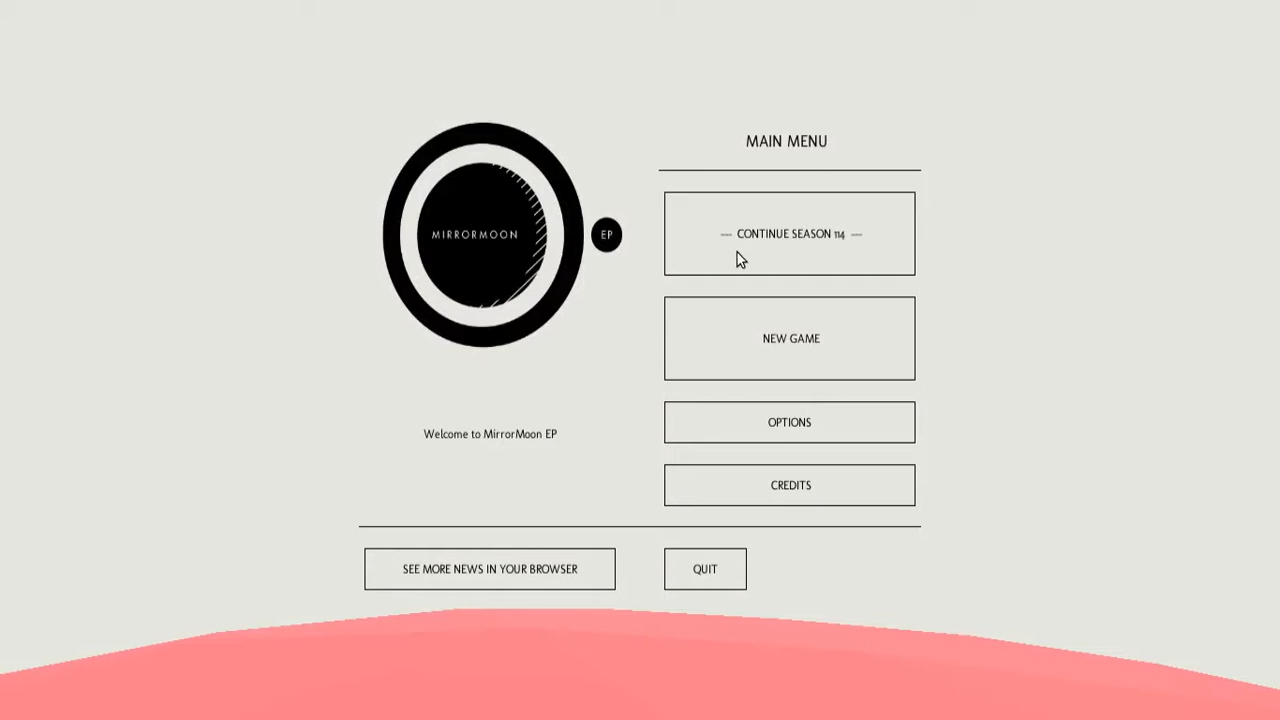 MIRRORMOON
EP
Welcome to MirrorMoon EP
MAIN MENU
— CONTINUE SEASON 114 —
NEW GAME
OPTIONS
CREDITS
SEE MORE NEWS IN YOUR BROWSER
QUIT